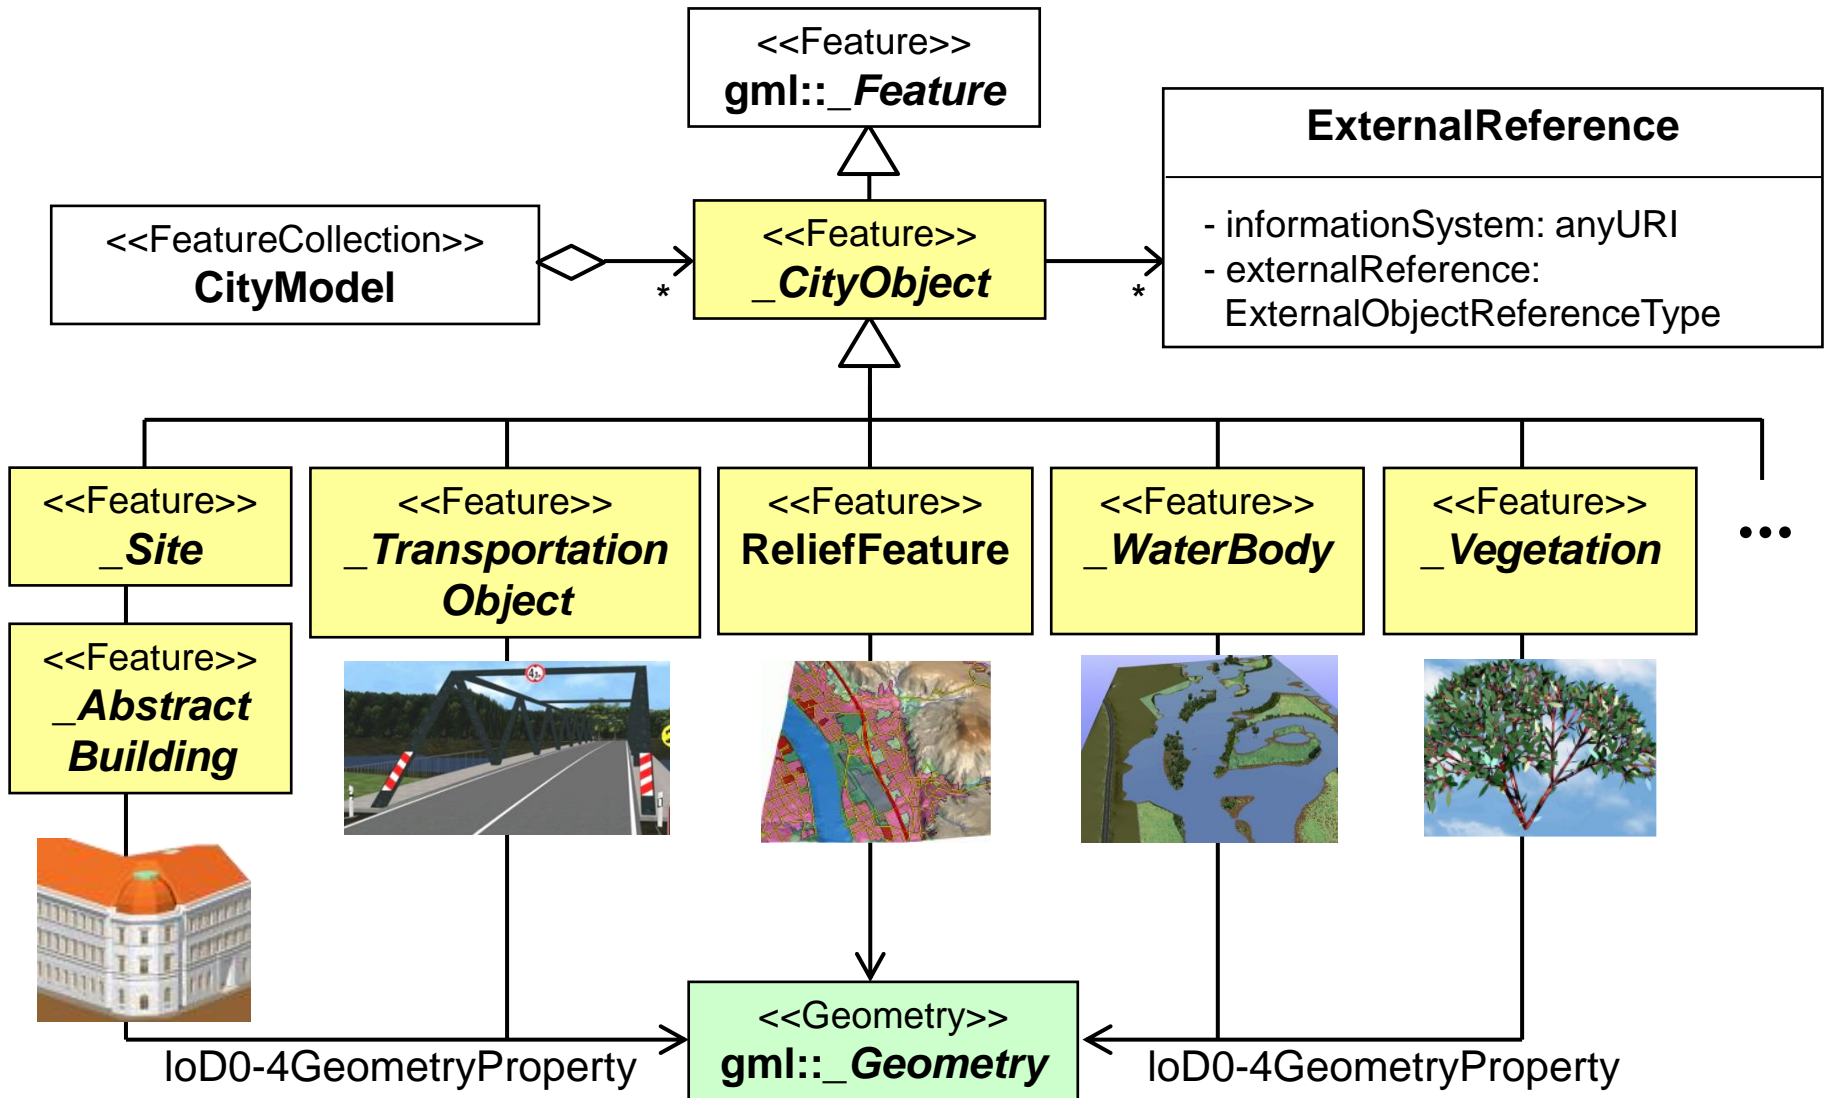 <<Feature>>
gml::_Feature
ExternalReference
- informationSystem: anyURI
- externalReference:
ExternalObjectReferenceType
<<FeatureCollection>>
CityModel
*
<<Feature>>
_CityObject
*
<<Feature>>
_Site
<<Feature>>
_Transportation
Object
<<Feature>>
ReliefFeature
<<Feature>>
_WaterBody
<<Feature>>
_Vegetation
...
<<Feature>>
_Abstract
Building
<<Geometry>>
gml::_Geometry
loD0-4GeometryProperty
loD0-4GeometryProperty